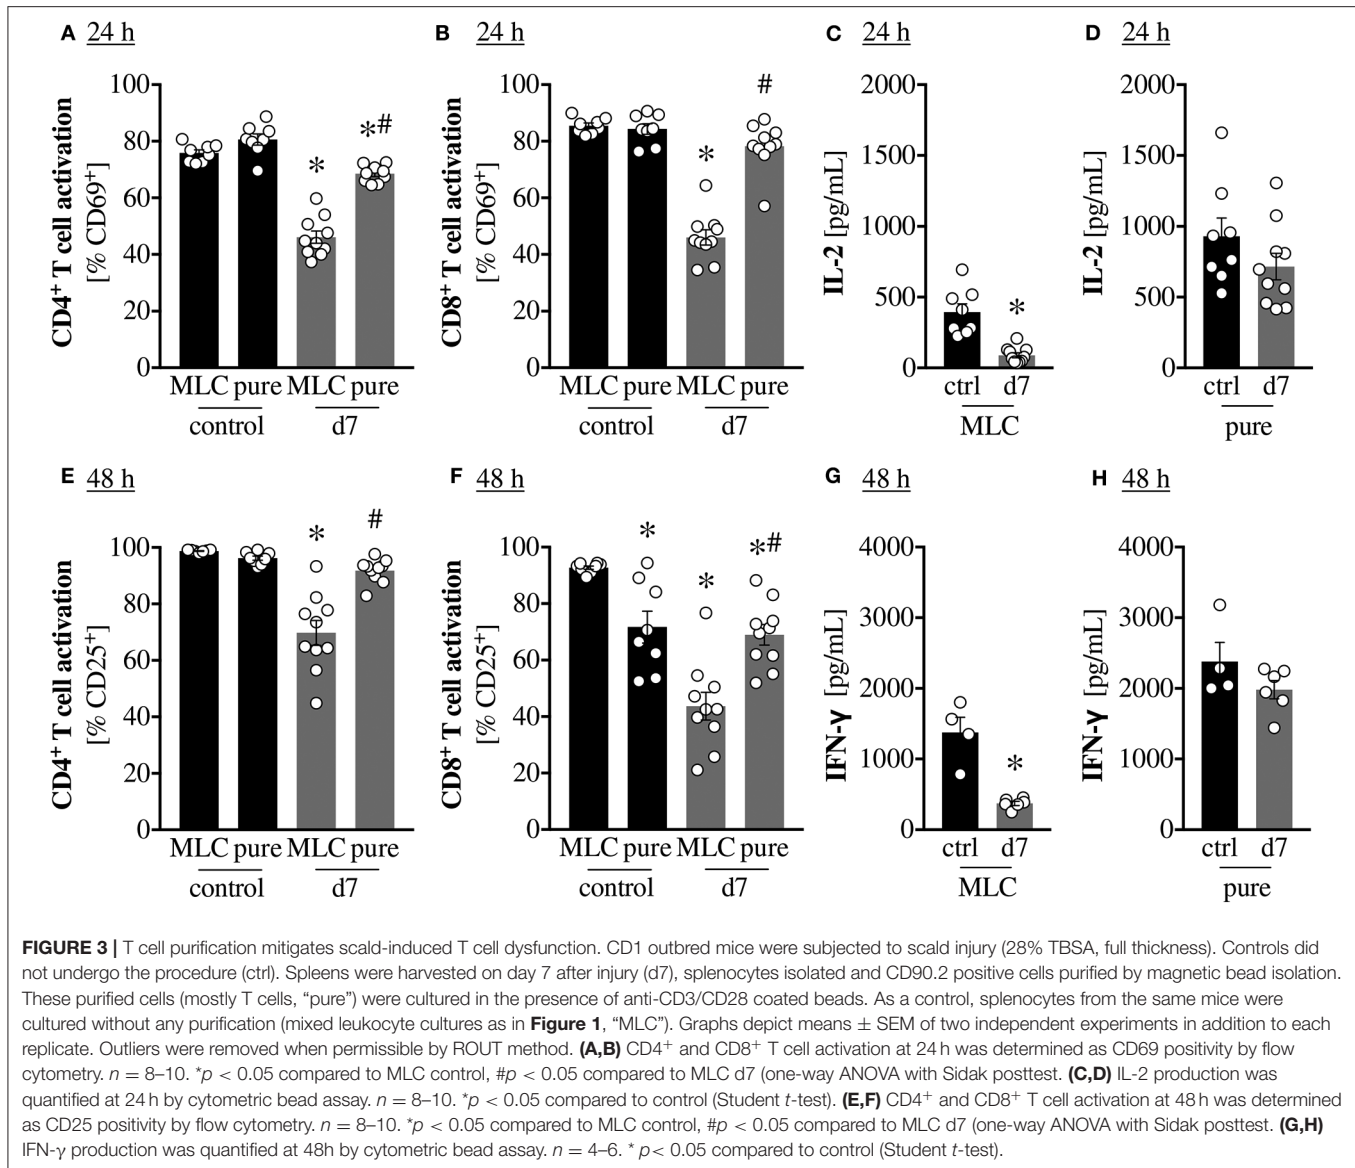 A 24 h
100
80
60
40
20
0
CD4+ T cell activation
[% CD69+]
*
*#
MLC pure MLC pure
control d7
B 24 h
100
80
60
40
20
0
CD8+ T cell activation
[% CD69+]
*
#
MLC pure MLC pure
control d7
C 24 h
2000
1500
1000
500
0
IL-2 [pg/mL]
*
ctrl d7
MLC
D 24 h
2000
1500
1000
500
0
IL-2 [pg/mL]
ctrl d7
pure
E 48 h
100
80
60
40
20
0
CD4+ T cell activation
[% CD25+]
*
#
MLC pure MLC pure
control d7
F 48 h
100
80
60
40
20
0
CD8+ T cell activation
[% CD25+]
*
*
*#
MLC pure MLC pure
control d7
G 48 h
4000
3000
2000
1000
0
IFN-γ [pg/mL]
*
ctrl d7
MLC
H 48 h
4000
3000
2000
1000
0
IFN-γ [pg/mL]
ctrl d7
pure
FIGURE 3 | T cell purification mitigates scald-induced T cell dysfunction. CD1 outbred mice were subjected to scald injury (28% TBSA, full thickness). Controls did
not undergo the procedure (ctrl). Spleens were harvested on day 7 after injury (d7), splenocytes isolated and CD90.2 positive cells purified by magnetic bead isolation.
These purified cells (mostly T cells, “pure”) were cultured in the presence of anti-CD3/CD28 coated beads. As a control, splenocytes from the same mice were
cultured without any purification (mixed leukocyte cultures as in Figure 1, “MLC”). Graphs depict means ± SEM of two independent experiments in addition to each
replicate. Outliers were removed when permissible by ROUT method. (A,B) CD4+ and CD8+ T cell activation at 24 h was determined as CD69 positivity by flow
cytometry. n = 8–10. *p < 0.05 compared to MLC control, #p < 0.05 compared to MLC d7 (one-way ANOVA with Sidak posttest. (C,D) IL-2 production was
quantified at 24 h by cytometric bead assay. n = 8–10. *p < 0.05 compared to control (Student t-test). (E,F) CD4+ and CD8+ T cell activation at 48 h was determined
as CD25 positivity by flow cytometry. n = 8–10. *p < 0.05 compared to MLC control, #p < 0.05 compared to MLC d7 (one-way ANOVA with Sidak posttest. (G,H)
IFN-γ production was quantified at 48h by cytometric bead assay. n = 4–6. * p< 0.05 compared to control (Student t-test).